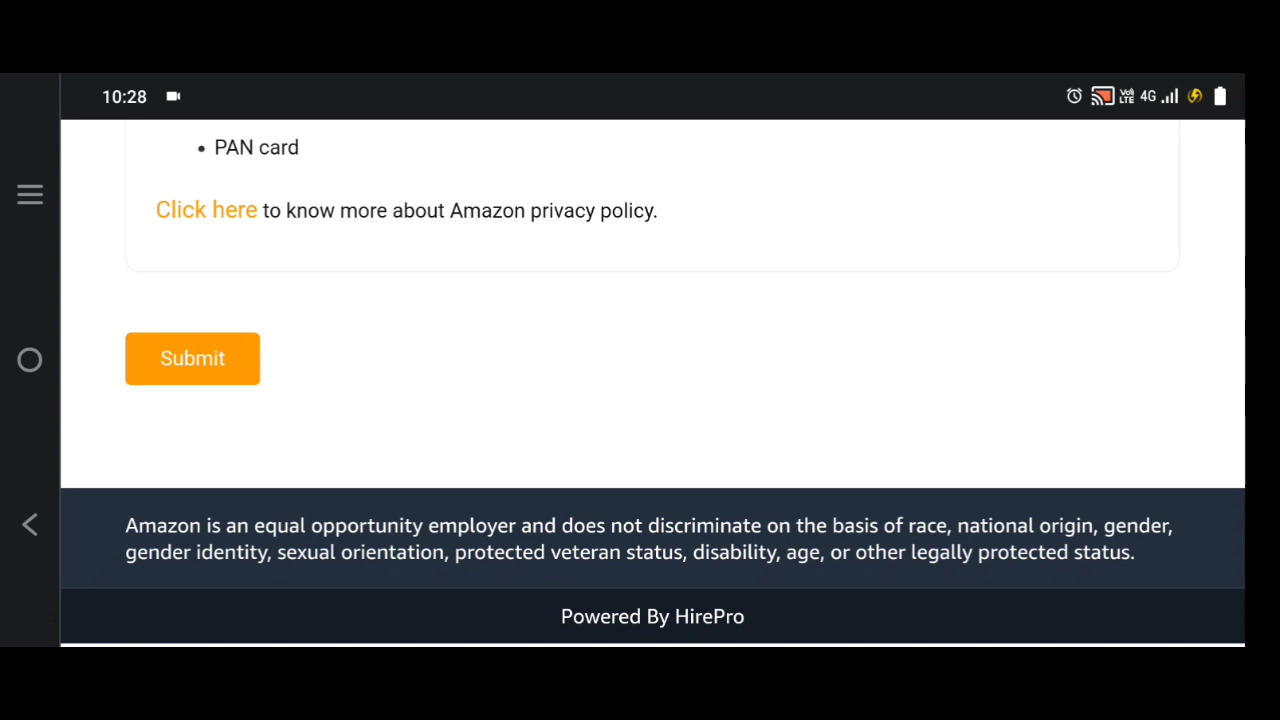 10:28
Vo) LTE 4G
• PAN card
Click here to know more about Amazon privacy policy.
Submit
Amazon is an equal opportunity employer and does not discriminate on the basis of race, national origin, gender,
gender identity, sexual orientation, protected veteran status, disability, age, or other legally protected status.
Powered By HirePro